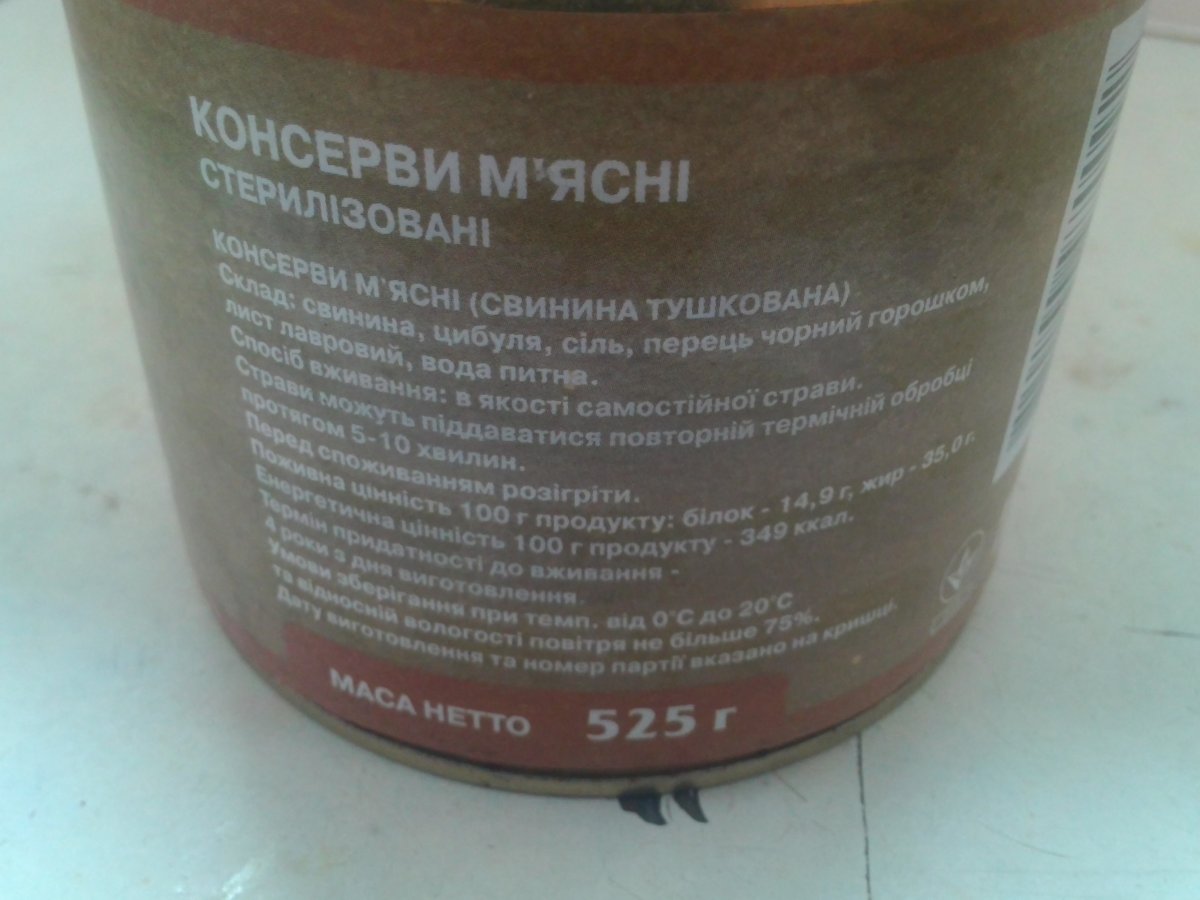 КОНСЕРВИ М'ЯСНІ
СТЕРИЛІЗОВАНІ
КОНСЕРВИ М'ЯСНІ (СВИНИНА ТУШКОВАНА)
Склад: свинина, цибуля, сіль, перець чорний горошком,
лист лавровий, вода питна.
Спосіб вживання: в якості самостійної страви.
Страви можуть піддаватися повторній термічній обробці
протягом 5-10 хвилин.
Перед споживанням розігріти.
Поживна цінність 100 г продукту: білок - 14,9 г, жир - 35,0 г.
Енергетична цінність 100 г продукту - 349 ккал.
Термін придатності до вживання -
4 роки з дня виготовлення.
Умови зберігання при темп. від 0°С до 20°С
та відносній вологості повітря не більше 75%.
Дату виготовлення та номер партії вказано на кришці.
МАСА НЕТТО 525 г